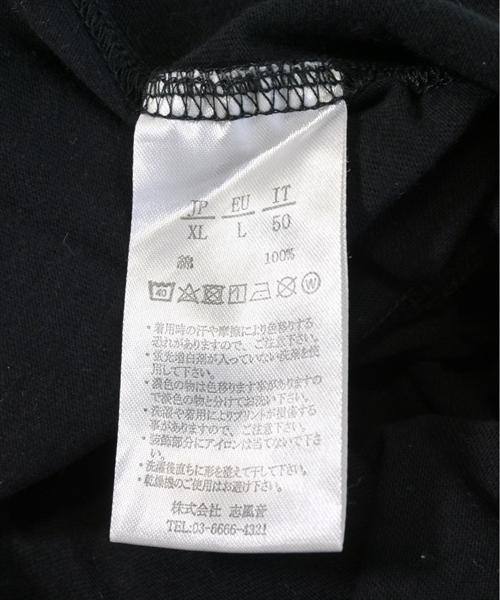 JP EU IT
XL L 50
綿 100%
40 W
・着用時の汗や摩擦により色移りする
恐れがありますので、ご注意下さい。
・蛍光増白剤が入っていない洗剤を使
用して下さい。
・濃色の物は色移りします事がありますの
で淡色の物と分けてお洗い下さい。
・洗濯や着用によりプリントが損傷する
事がありますので、ご注意下さい。
・装飾部分にアイロンは当てないで下さ
い。
・洗濯後直ちに形を整えて干して下さい。
・乾燥機のご使用はお避け下さい。
株式会社 志風音
TEL:03-6666-4321